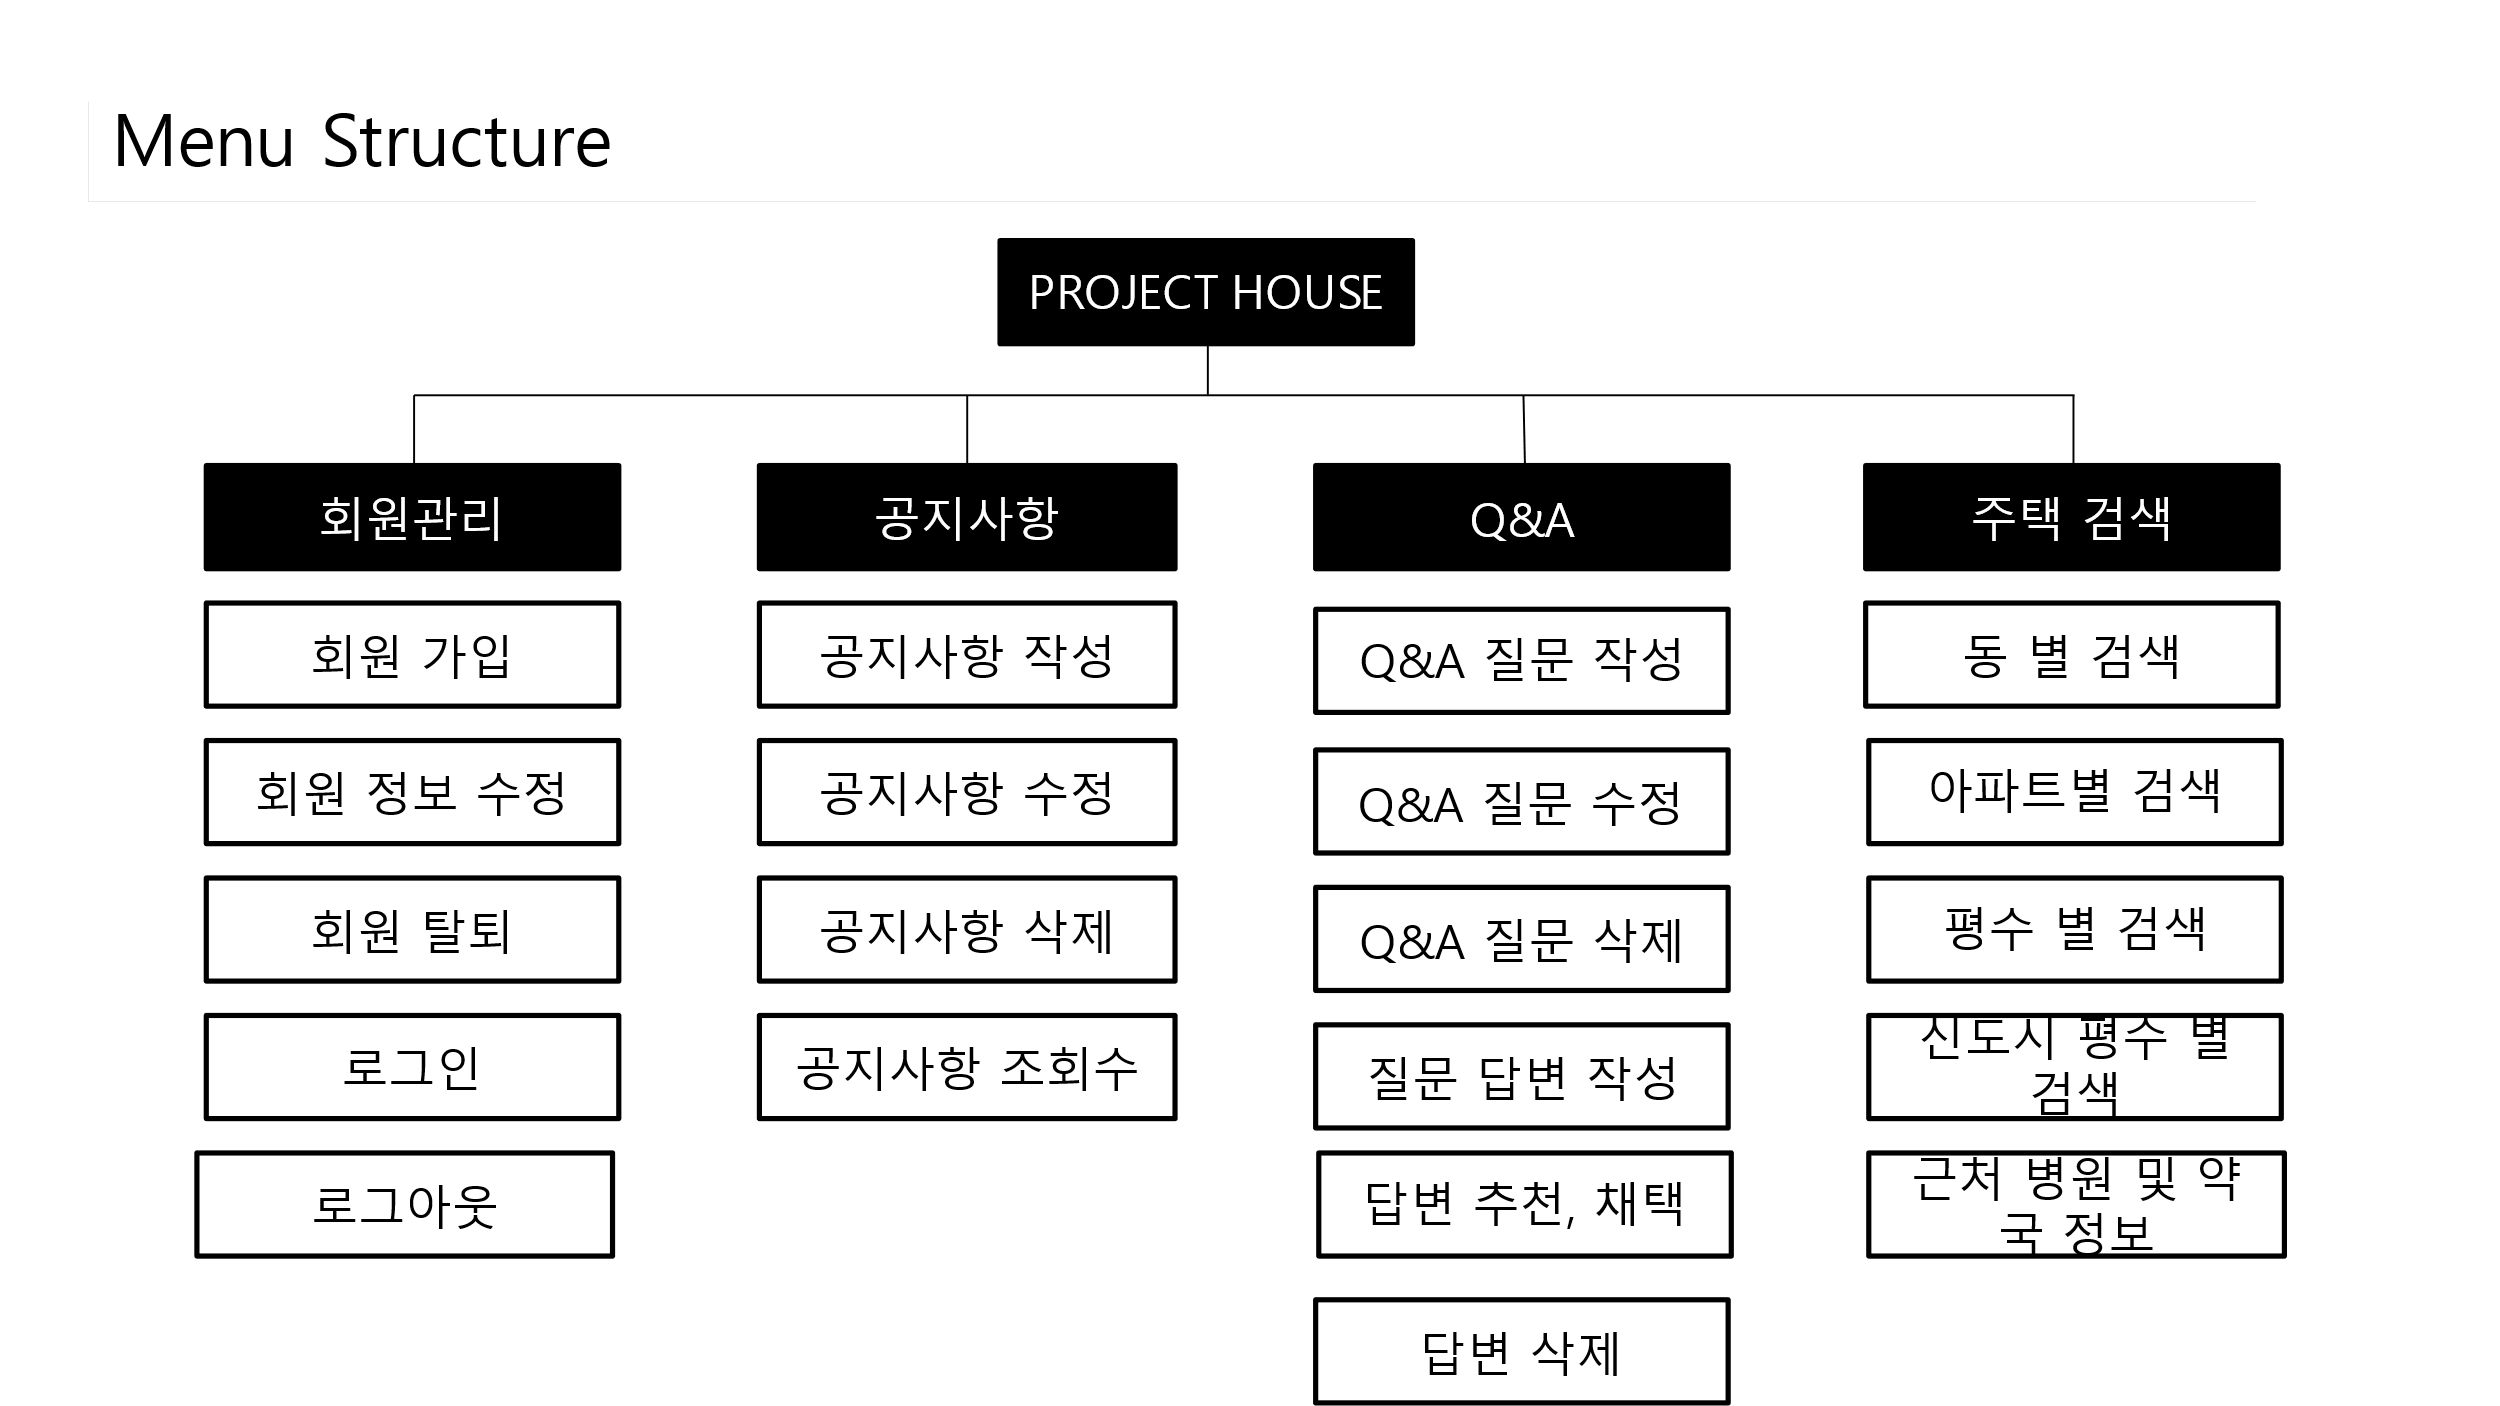 Menu Structure
PROJECT HOUSE
회원관리
회원 가입
회원 정보 수정
회원 탈퇴
로그인
로그아웃
공지사항
공지사항 작성
공지사항 수정
공지사항 삭제
공지사항 조회수
Q&A
Q&A 질문 작성
Q&A 질문 수정
Q&A 질문 삭제
질문 답변 작성
답변 추천, 채택
답변 삭제
주택 검색
동 별 검색
아파트별 검색
평수 별 검색
신도시 평수 별
검색
근처 병원 및 약
국 정보